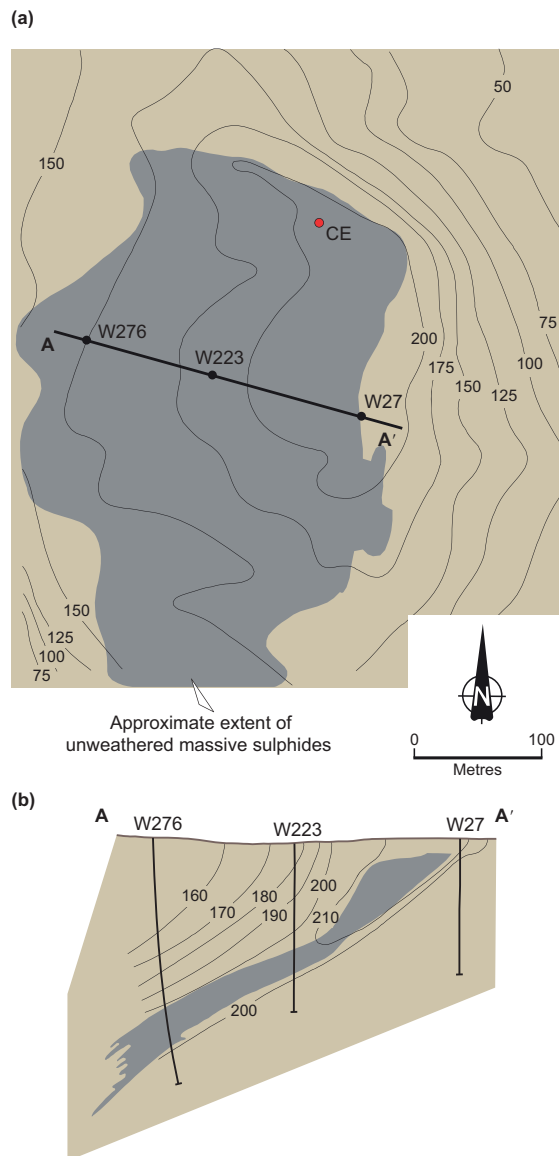 (a)
50
150
CE
W276
A
W223
W27
A′
200
175
150
125
100
75
150
125
100
75
N
Approximate extent of
unweathered massive sulphides
0 100
Metres
(b)
A W276 W223 W27 A′
160
170
180
190
200
210
200